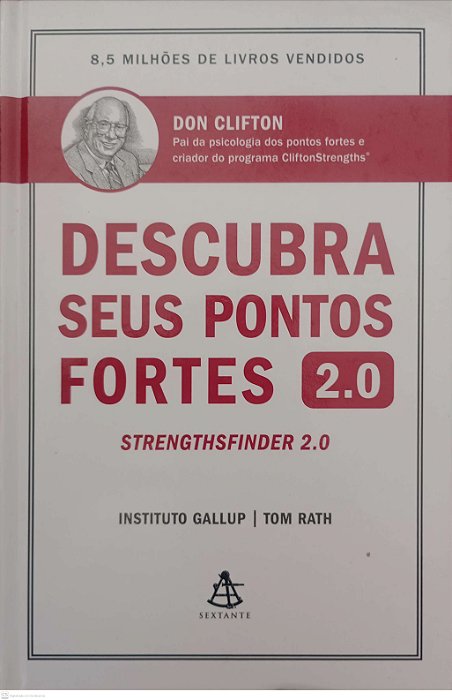 8,5 MILHÕES DE LIVROS VENDIDOS
DON CLIFTON
Pai da psicologia dos pontos fortes e
criador do programa CliftonStrengths®
DESCUBRA
SEUS PONTOS
FORTES 2.0
STRENGTHSFINDER 2.0
INSTITUTO GALLUP | TOM RATH
SEXTANTE